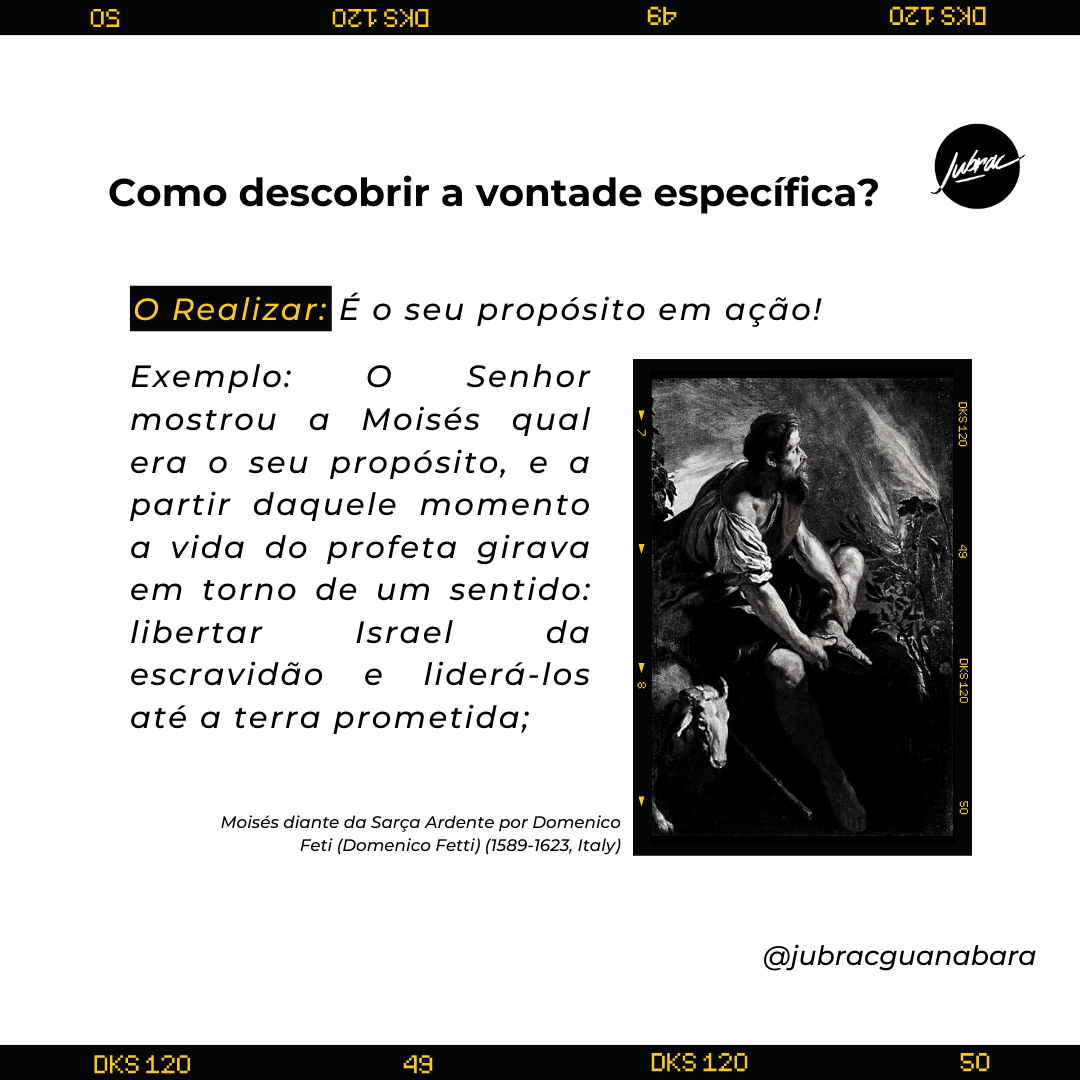 50 DKS 120 49 DKS 120
Jubrac
Como descobrir a vontade específica?
O Realizar: É o seu propósito em ação!
Exemplo: O Senhor
mostrou a Moisés qual
era o seu propósito, e a
partir daquele momento
a vida do profeta girava
em torno de um sentido:
libertar Israel da
escravidão e liderá-los
até a terra prometida;
7
8
DKS 120
49
DKS 120
50
Moisés diante da Sarça Ardente por Domenico
Feti (Domenico Fetti) (1589-1623, Italy)
@jubracguanabara
DKS 120 49 DKS 120 50